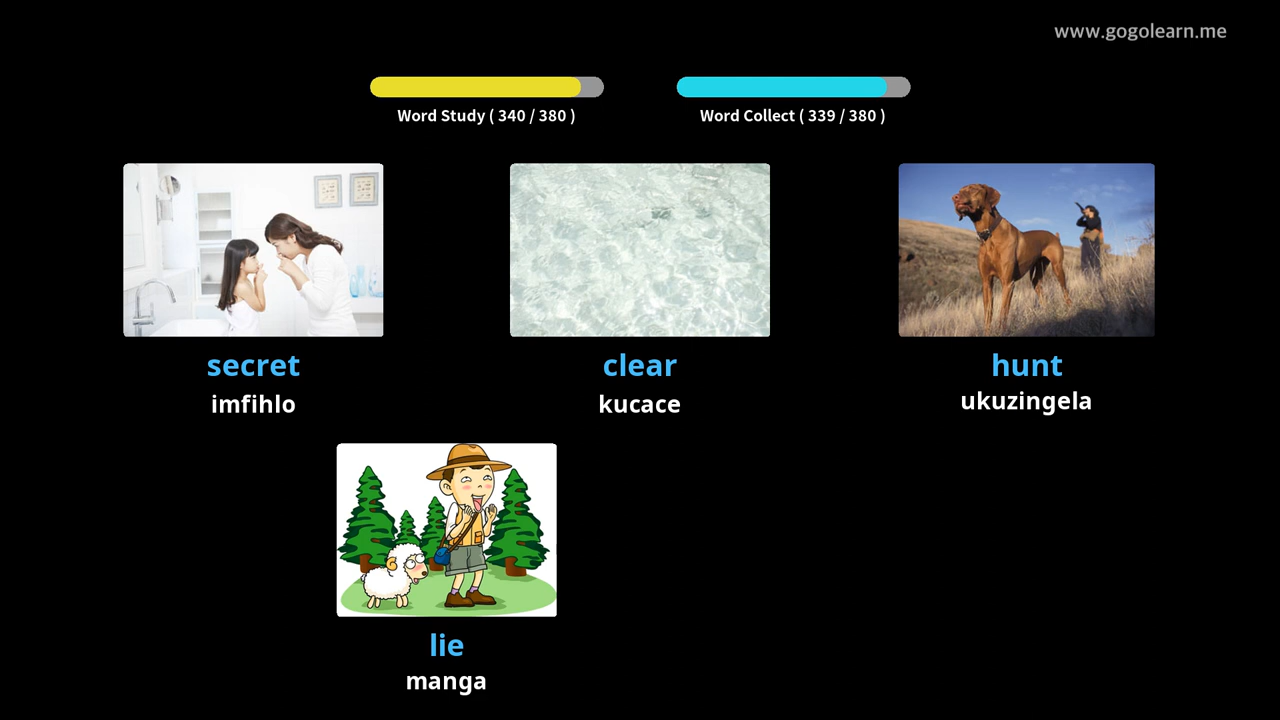 www.gogolearn.me
Word Study ( 340 / 380 )
Word Collect ( 339 / 380 )
secret
imfihlo
clear
kucace
hunt
ukuzingela
lie
manga